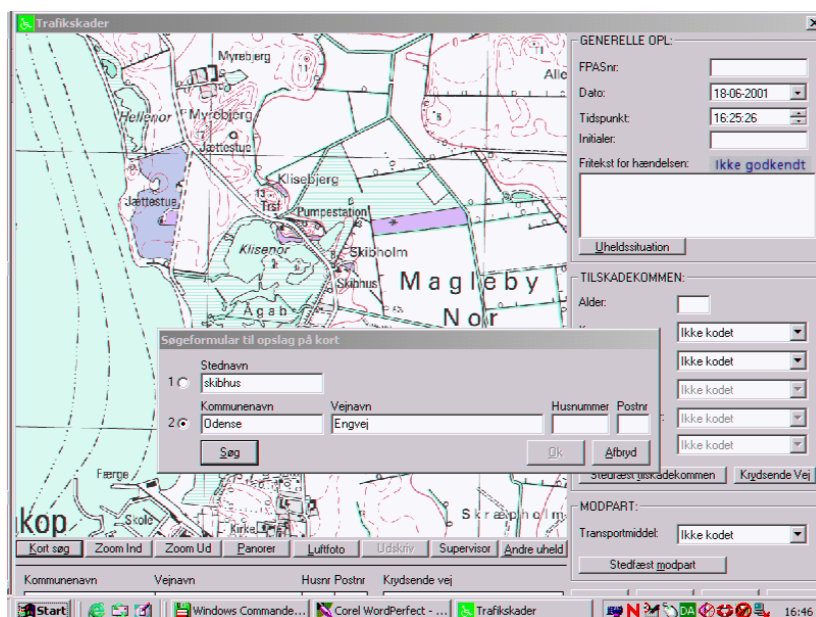 Trafikskader
Myrebjerg
Alle
Hellenor
Myrebjerg
Jættestue
Klisebjerg
13
Trsf
Jættestue
Pumpestation
Klisenor
Skibholm
Skibhus
Magleby
Nor
Agab
Færge
Skole
Kirke
kop
Skræpholm
GENERELLE OPL:
FPASnr:
Dato: 18-06-2001
Tidspunkt: 16:25:26
Initialer:
Fritekst for hændelsen: Ikke godkendt
Uheldssituation
TILSKADEKOMMEN:
Alder:
Ikke kodet
Ikke kodet
Ikke kodet
Ikke kodet
Ikke kodet
Stedfæst tilskadekommen Krydsende Vej
MODPART:
Transportmiddel: Ikke kodet
Stedfæst modpart
Søgeformular til opslag på kort
Stednavn
1 skibhus
Kommunenavn Vejnavn Husnummer Postnr
2 Odense Engvej
Søg Ok Afbryd
Kort søg Zoom Ind Zoom Ud Panorer Luftfoto Udskriv Supervisor Andre uheld
Kommunenavn Vejnavn Husnr Postnr Krydsende vej
Start Windows Commande... Corel WordPerfect - ... Trafikskader DA 16:46